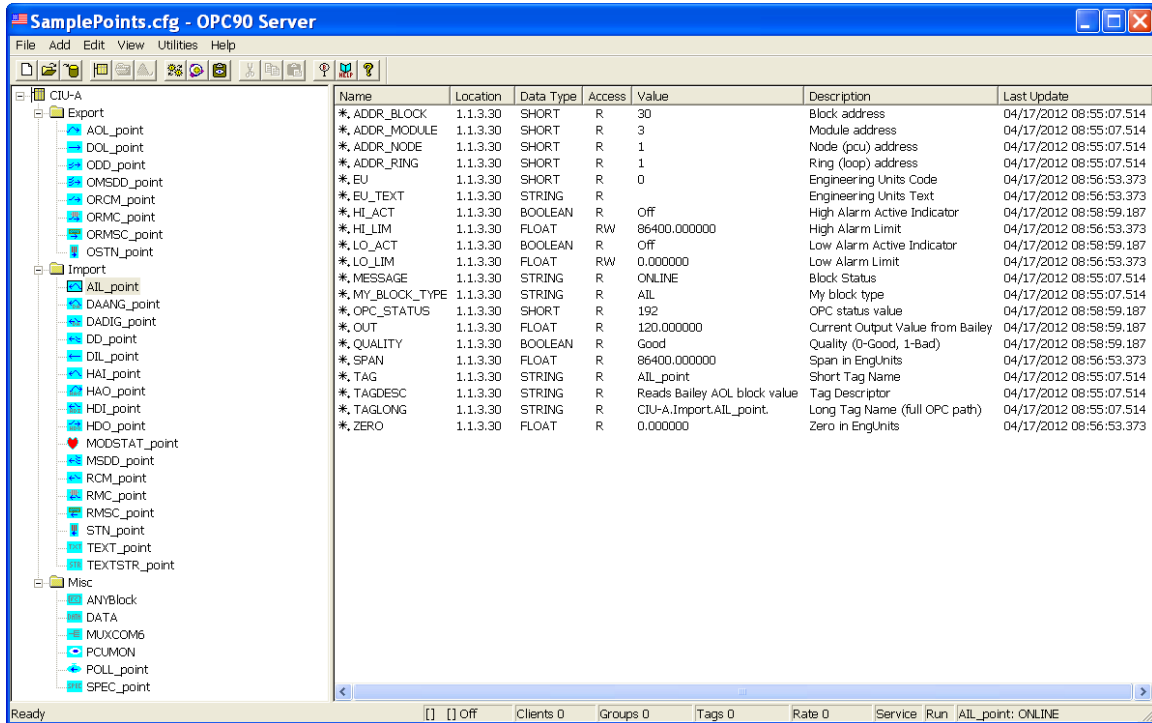 SamplePoints.cfg - OPC90 Server
File Add Edit View Utilities Help
CIU-A
Export
AOL_point
DOL_point
ODD_point
OMSDD_point
ORCM_point
ORMC_point
ORMSC_point
OSTN_point
Import
AIL_point
DAANG_point
DADIG_point
DD_point
DIL_point
HAI_point
HAO_point
HDI_point
HDO_point
MODSTAT_point
MSDD_point
RCM_point
RMC_point
RMSC_point
STN_point
TEXT_point
TEXTSTR_point
Misc
ANYBlock
DATA
MUXCOM6
PCUMON
POLL_point
SPEC_point
Name Location Data Type Access Value Description Last Update
*. ADDR_BLOCK 1.1.3.30 SHORT R 30 Block address 04/17/2012 08:55:07.514
*. ADDR_MODULE 1.1.3.30 SHORT R 3 Module address 04/17/2012 08:55:07.514
*. ADDR_NODE 1.1.3.30 SHORT R 1 Node (pcu) address 04/17/2012 08:55:07.514
*. ADDR_RING 1.1.3.30 SHORT R 1 Ring (loop) address 04/17/2012 08:55:07.514
*. EU 1.1.3.30 SHORT R 0 Engineering Units Code 04/17/2012 08:56:53.373
*. EU_TEXT 1.1.3.30 STRING R Engineering Units Text 04/17/2012 08:56:53.373
*. HI_ACT 1.1.3.30 BOOLEAN R Off High Alarm Active Indicator 04/17/2012 08:58:59.187
*. HI_LIM 1.1.3.30 FLOAT RW 86400.000000 High Alarm Limit 04/17/2012 08:56:53.373
*. LO_ACT 1.1.3.30 BOOLEAN R Off Low Alarm Active Indicator 04/17/2012 08:58:59.187
*. LO_LIM 1.1.3.30 FLOAT RW 0.000000 Low Alarm Limit 04/17/2012 08:56:53.373
*. MESSAGE 1.1.3.30 STRING R ONLINE Block Status 04/17/2012 08:55:07.514
*. MY_BLOCK_TYPE 1.1.3.30 STRING R AIL My block type 04/17/2012 08:55:07.514
*. OPC_STATUS 1.1.3.30 SHORT R 192 OPC status value 04/17/2012 08:58:59.187
*. OUT 1.1.3.30 FLOAT R 120.000000 Current Output Value from Bailey 04/17/2012 08:58:59.187
*. QUALITY 1.1.3.30 BOOLEAN R Good Quality (0-Good, 1-Bad) 04/17/2012 08:58:59.187
*. SPAN 1.1.3.30 FLOAT R 86400.000000 Span in EngUnits 04/17/2012 08:56:53.373
*. TAG 1.1.3.30 STRING R AIL_point Short Tag Name 04/17/2012 08:55:07.514
*. TAGDESC 1.1.3.30 STRING R Reads Bailey AOL block value Tag Descriptor 04/17/2012 08:55:07.514
*. TAGLONG 1.1.3.30 STRING R CIU-A.Import.AIL_point. Long Tag Name (full OPC path) 04/17/2012 08:55:07.514
*. ZERO 1.1.3.30 FLOAT R 0.000000 Zero in EngUnits 04/17/2012 08:56:53.373
Ready [] [] Off Clients 0 Groups 0 Tags 0 Rate 0 Service Run AIL_point: ONLINE